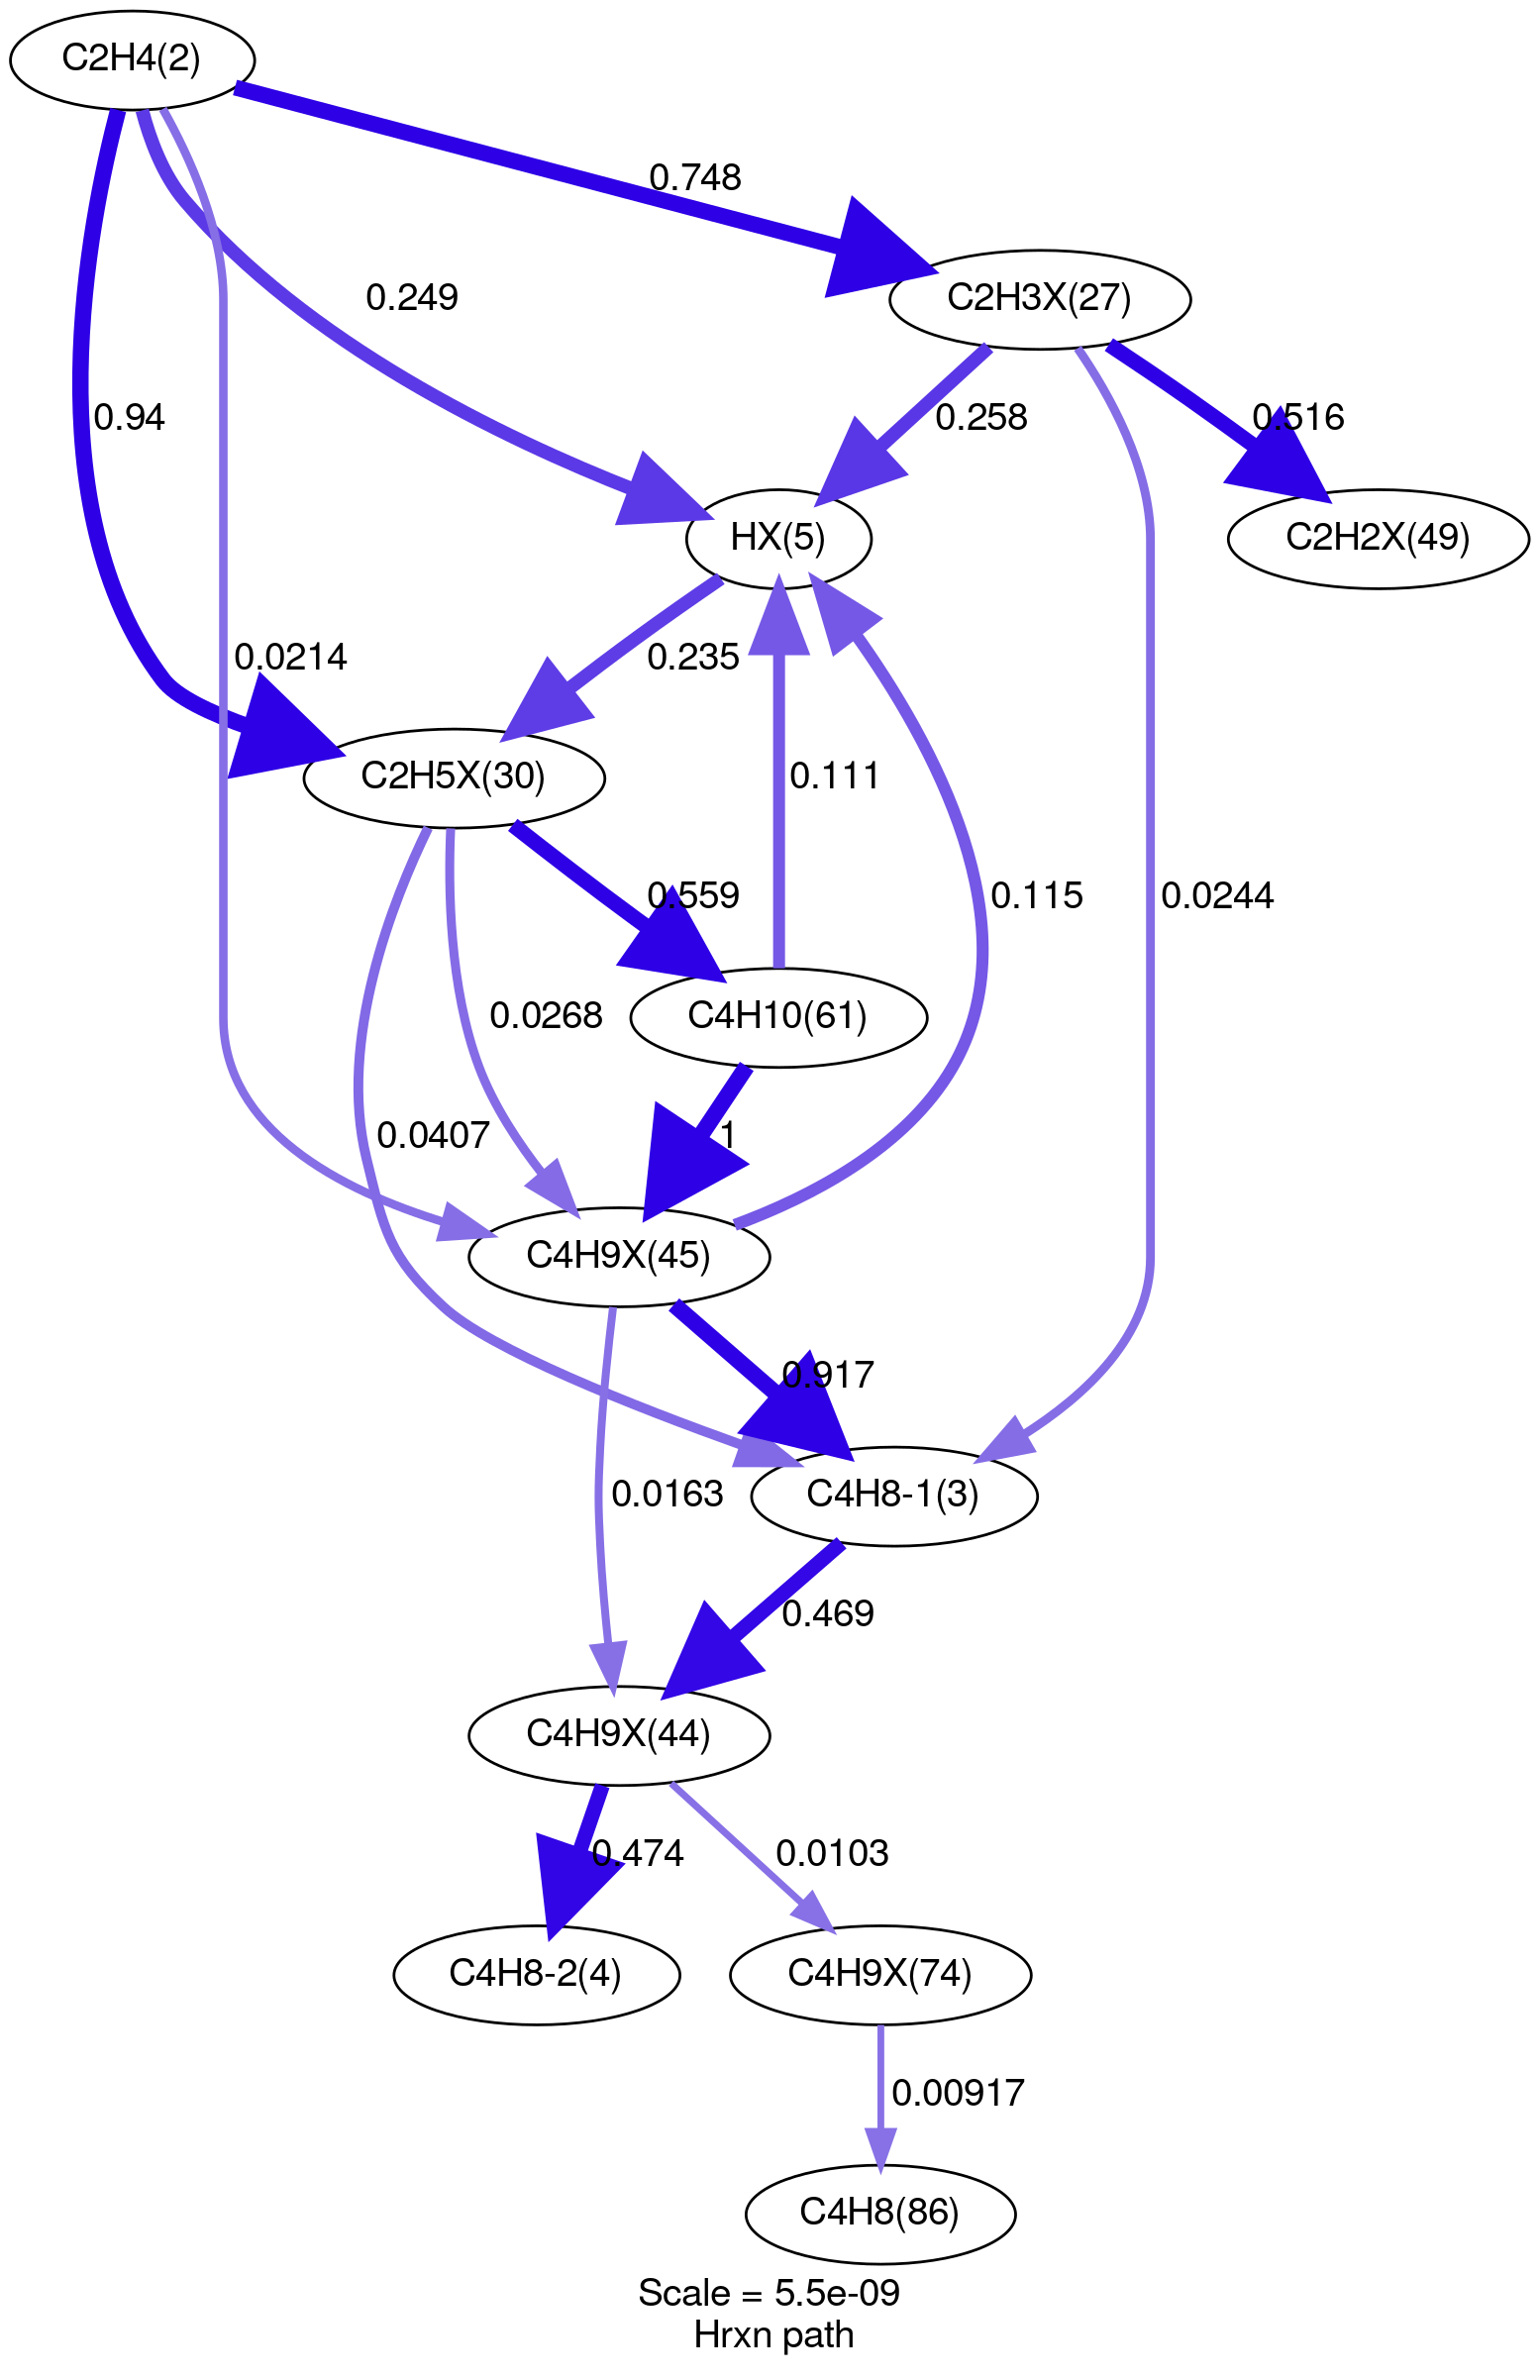 C2H4(2)
0.748
0.249
C2H3X(27)
0.94
0.258
0.516
HX(5)
C2H2X(49)
0.0214
0.235
C2H5X(30)
0.111
0.559
0.115
0.0244
0.0268
C4H10(61)
0.0407
1
C4H9X(45)
0.917
0.0163
C4H8-1(3)
0.469
C4H9X(44)
0.474
0.0103
C4H8-2(4)
C4H9X(74)
0.00917
C4H8(86)
Scale = 5.5e-09
Hrxn path